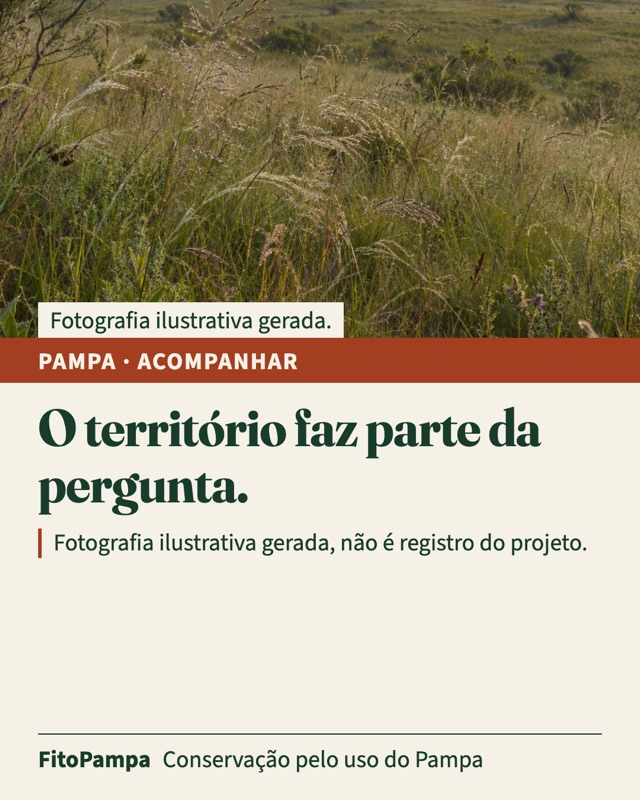 Fotografia ilustrativa gerada.
PAMPA · ACOMPANHAR
O território faz parte da
pergunta.
Fotografia ilustrativa gerada, não é registro do projeto.
FitoPampa Conservação pelo uso do Pampa